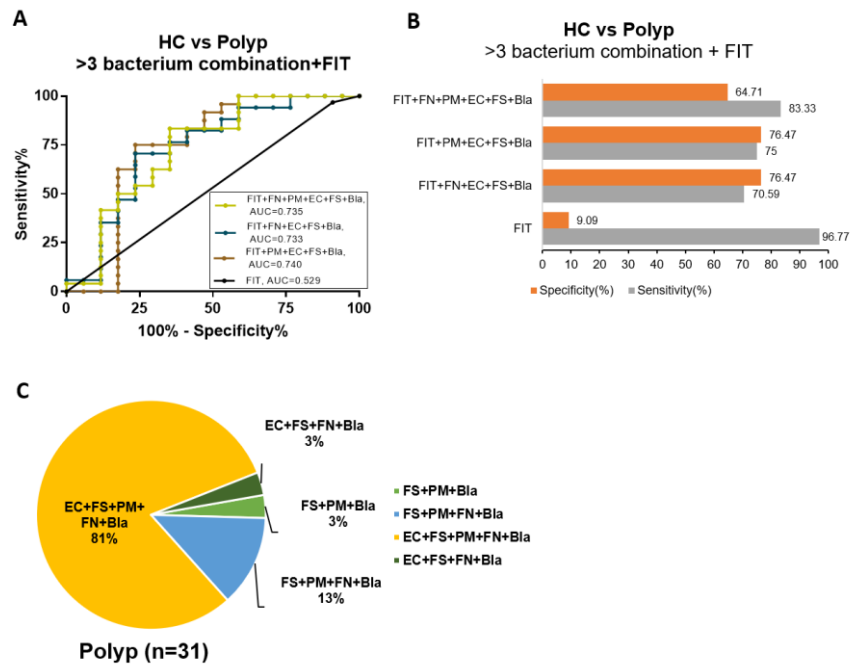 A
HC vs Polyp
>3 bacterium combination+FIT
100
75
50
25
0
Sensitivity%
0
25
50
75
100
100% - Specificity%
FIT+FN+PM+EC+FS+Bla,
AUC=0.735
FIT+FN+EC+FS+Bla,
AUC=0.733
FIT+PM+EC+FS+Bla,
AUC=0.740
FIT, AUC=0.529
B
HC vs Polyp
>3 bacterium combination + FIT
FIT+FN+PM+EC+FS+Bla
64.71
83.33
FIT+PM+EC+FS+Bla
76.47
75
FIT+FN+EC+FS+Bla
76.47
70.59
FIT
9.09
96.77
0 10 20 30 40 50 60 70 80 90 100
Specificity(%) Sensitivity(%)
C
EC+FS+FN+Bla
3%
EC+FS+PM+
FN+Bla
81%
FS+PM+Bla
3%
FS+PM+FN+Bla
13%
FS+PM+Bla
FS+PM+FN+Bla
EC+FS+PM+FN+Bla
EC+FS+FN+Bla
Polyp (n=31)